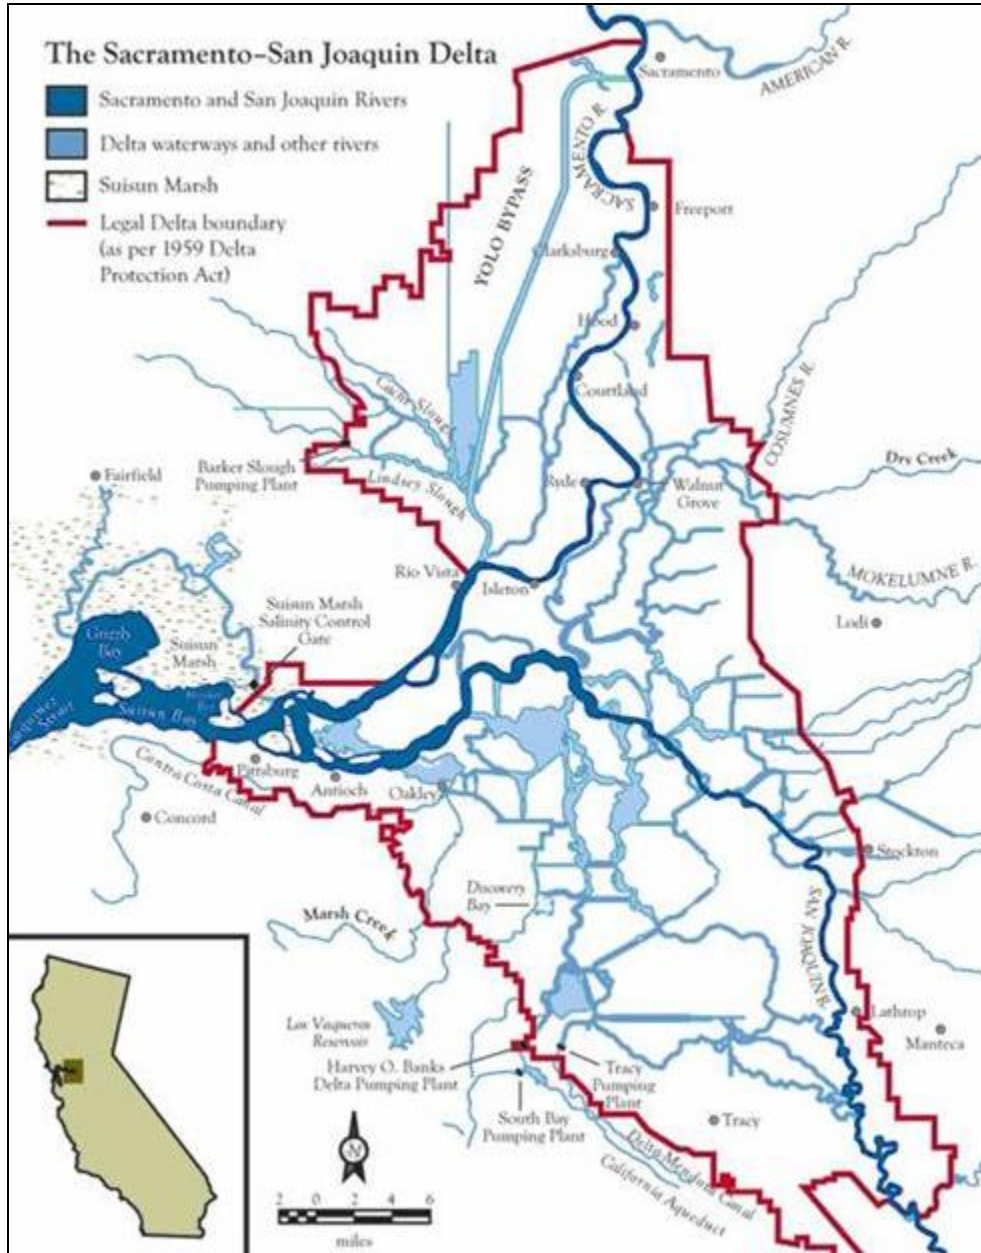 The Sacramento–San Joaquin Delta
Sacramento and San Joaquin Rivers
Delta waterways and other rivers
Suisun Marsh
Legal Delta boundary
(as per 1959 Delta
Protection Act)
Sacramento
AMERICAN R.
SACRAMENTO R.
YOLO BYPASS
Freeport
Clarksburg
Hood
Courtland
COSUMNES R.
Cache Slough
Barker Slough
Pumping Plant
Lindsey Slough
Fairfield
Ryde
Walnut
Grove
Dry Creek
Rio Vista
Isleton
MOKELUMNE R.
Lodi
Suisun Marsh
Salinity Control
Gate
Grizzly
Bay
Suisun
Marsh
Suisun Bay
Strait
Contra Costa Canal
Pittsburg
Antioch
Oakley
Concord
Stockton
Discovery
Bay
Marsh Creek
SAN JOAQUIN R.
Los Vaqueros
Reservoir
Lathrop
Manteca
Harvey O. Banks
Delta Pumping Plant
Tracy
Pumping
Plant
South Bay
Pumping Plant
Tracy
Delta Mendota Canal
California Aqueduct
N
2 0 2 4 6
miles